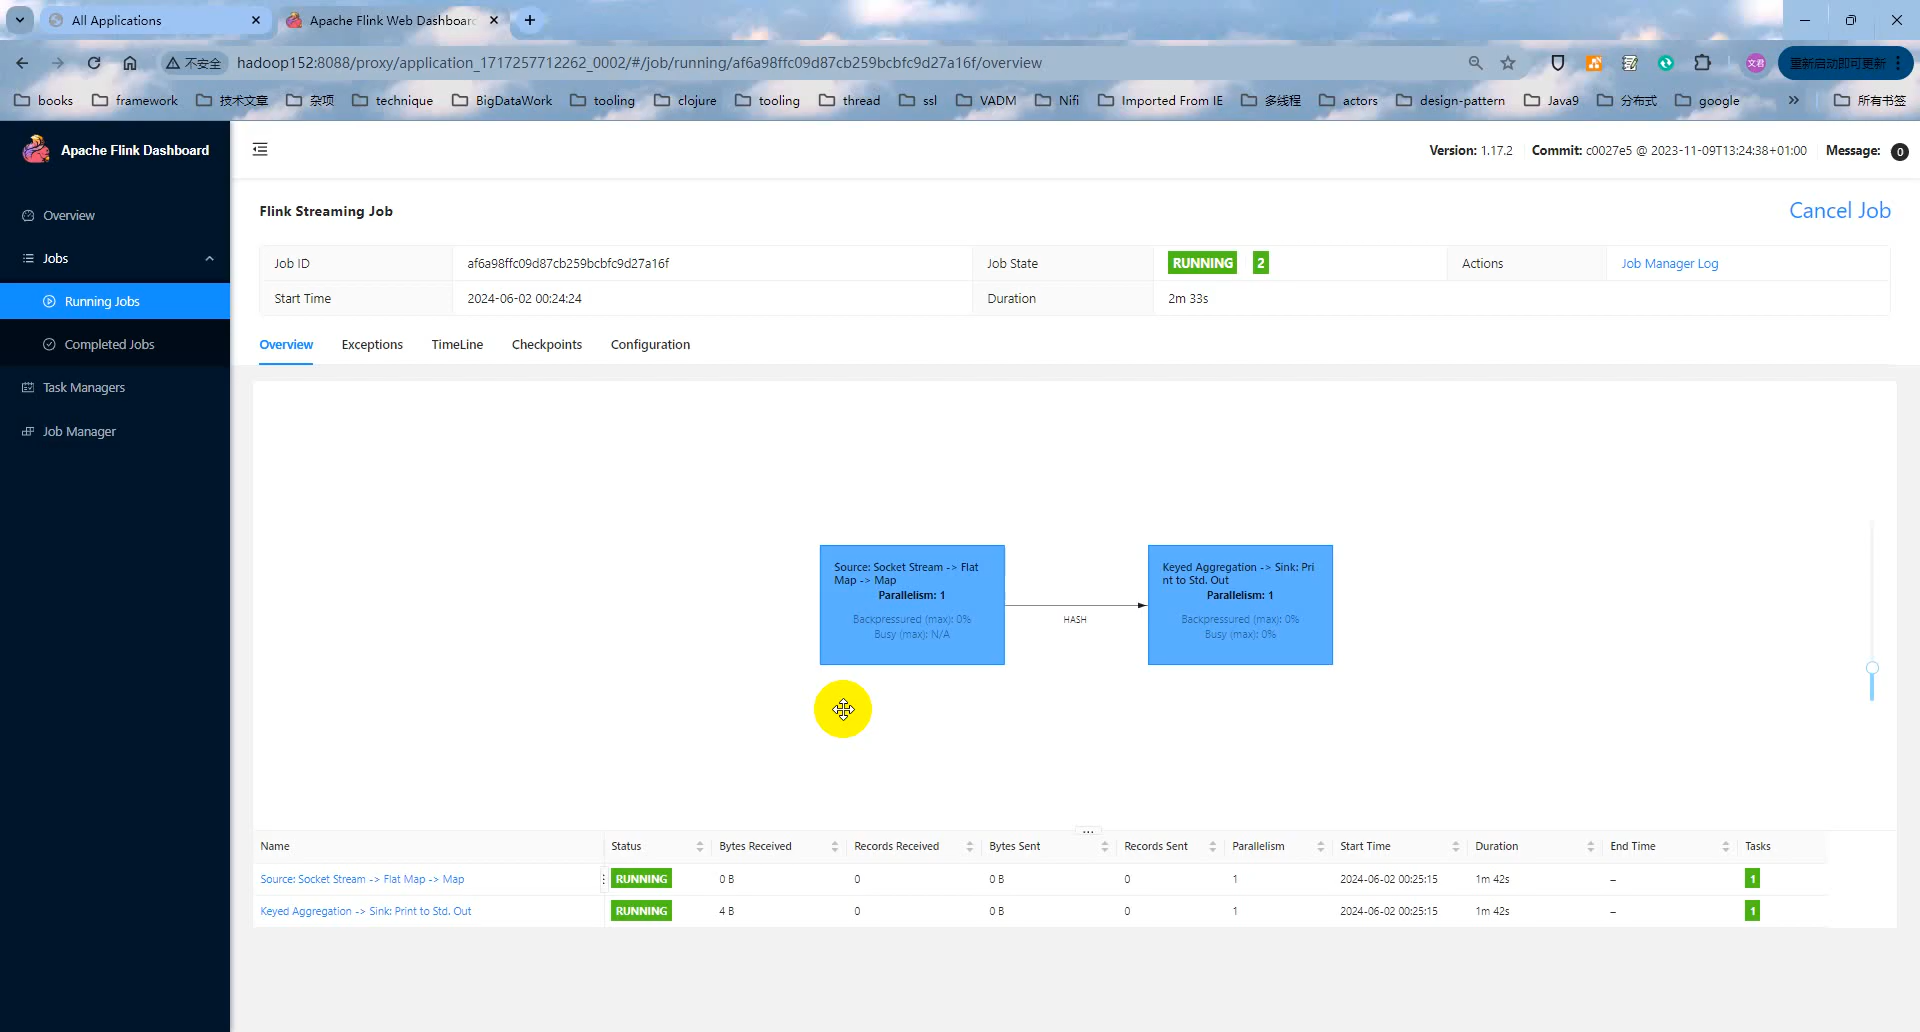 All Applications
Apache Flink Web Dashboard
不安全
hadoop152:8088/proxy/application_1717257712262_0002/#/job/running/af6a98ffc09d87cb259bcbfc9d27a16f/overview
文君
重新启动即可更新
books
framework
技术文章
杂项
technique
BigDataWork
tooling
clojure
tooling
thread
ssl
VADM
Nifi
Imported From IE
多线程
actors
design-pattern
Java9
分布式
google
所有书签
Apache Flink Dashboard
Version: 1.17.2
Commit: c0027e5 @ 2023-11-09T13:24:38+01:00
Message: 0
Overview
Jobs
Running Jobs
Completed Jobs
Task Managers
Job Manager
Flink Streaming Job
Cancel Job
Job ID
af6a98ffc09d87cb259bcbfc9d27a16f
Job State
RUNNING 2
Actions
Job Manager Log
Start Time
2024-06-02 00:24:24
Duration
2m 33s
Overview
Exceptions
TimeLine
Checkpoints
Configuration
Source: Socket Stream -> Flat
Map -> Map
Parallelism: 1
Backpressured (max): 0%
Busy (max): N/A
HASH
Keyed Aggregation -> Sink: Pri
nt to Std. Out
Parallelism: 1
Backpressured (max): 0%
Busy (max): 0%
Name Status Bytes Received Records Received Bytes Sent Records Sent Parallelism Start Time Duration End Time Tasks
Source: Socket Stream -> Flat Map -> Map RUNNING 0 B 0 0 B 0 1 2024-06-02 00:25:15 1m 42s – 1
Keyed Aggregation -> Sink: Print to Std. Out RUNNING 4 B 0 0 B 0 1 2024-06-02 00:25:15 1m 42s – 1